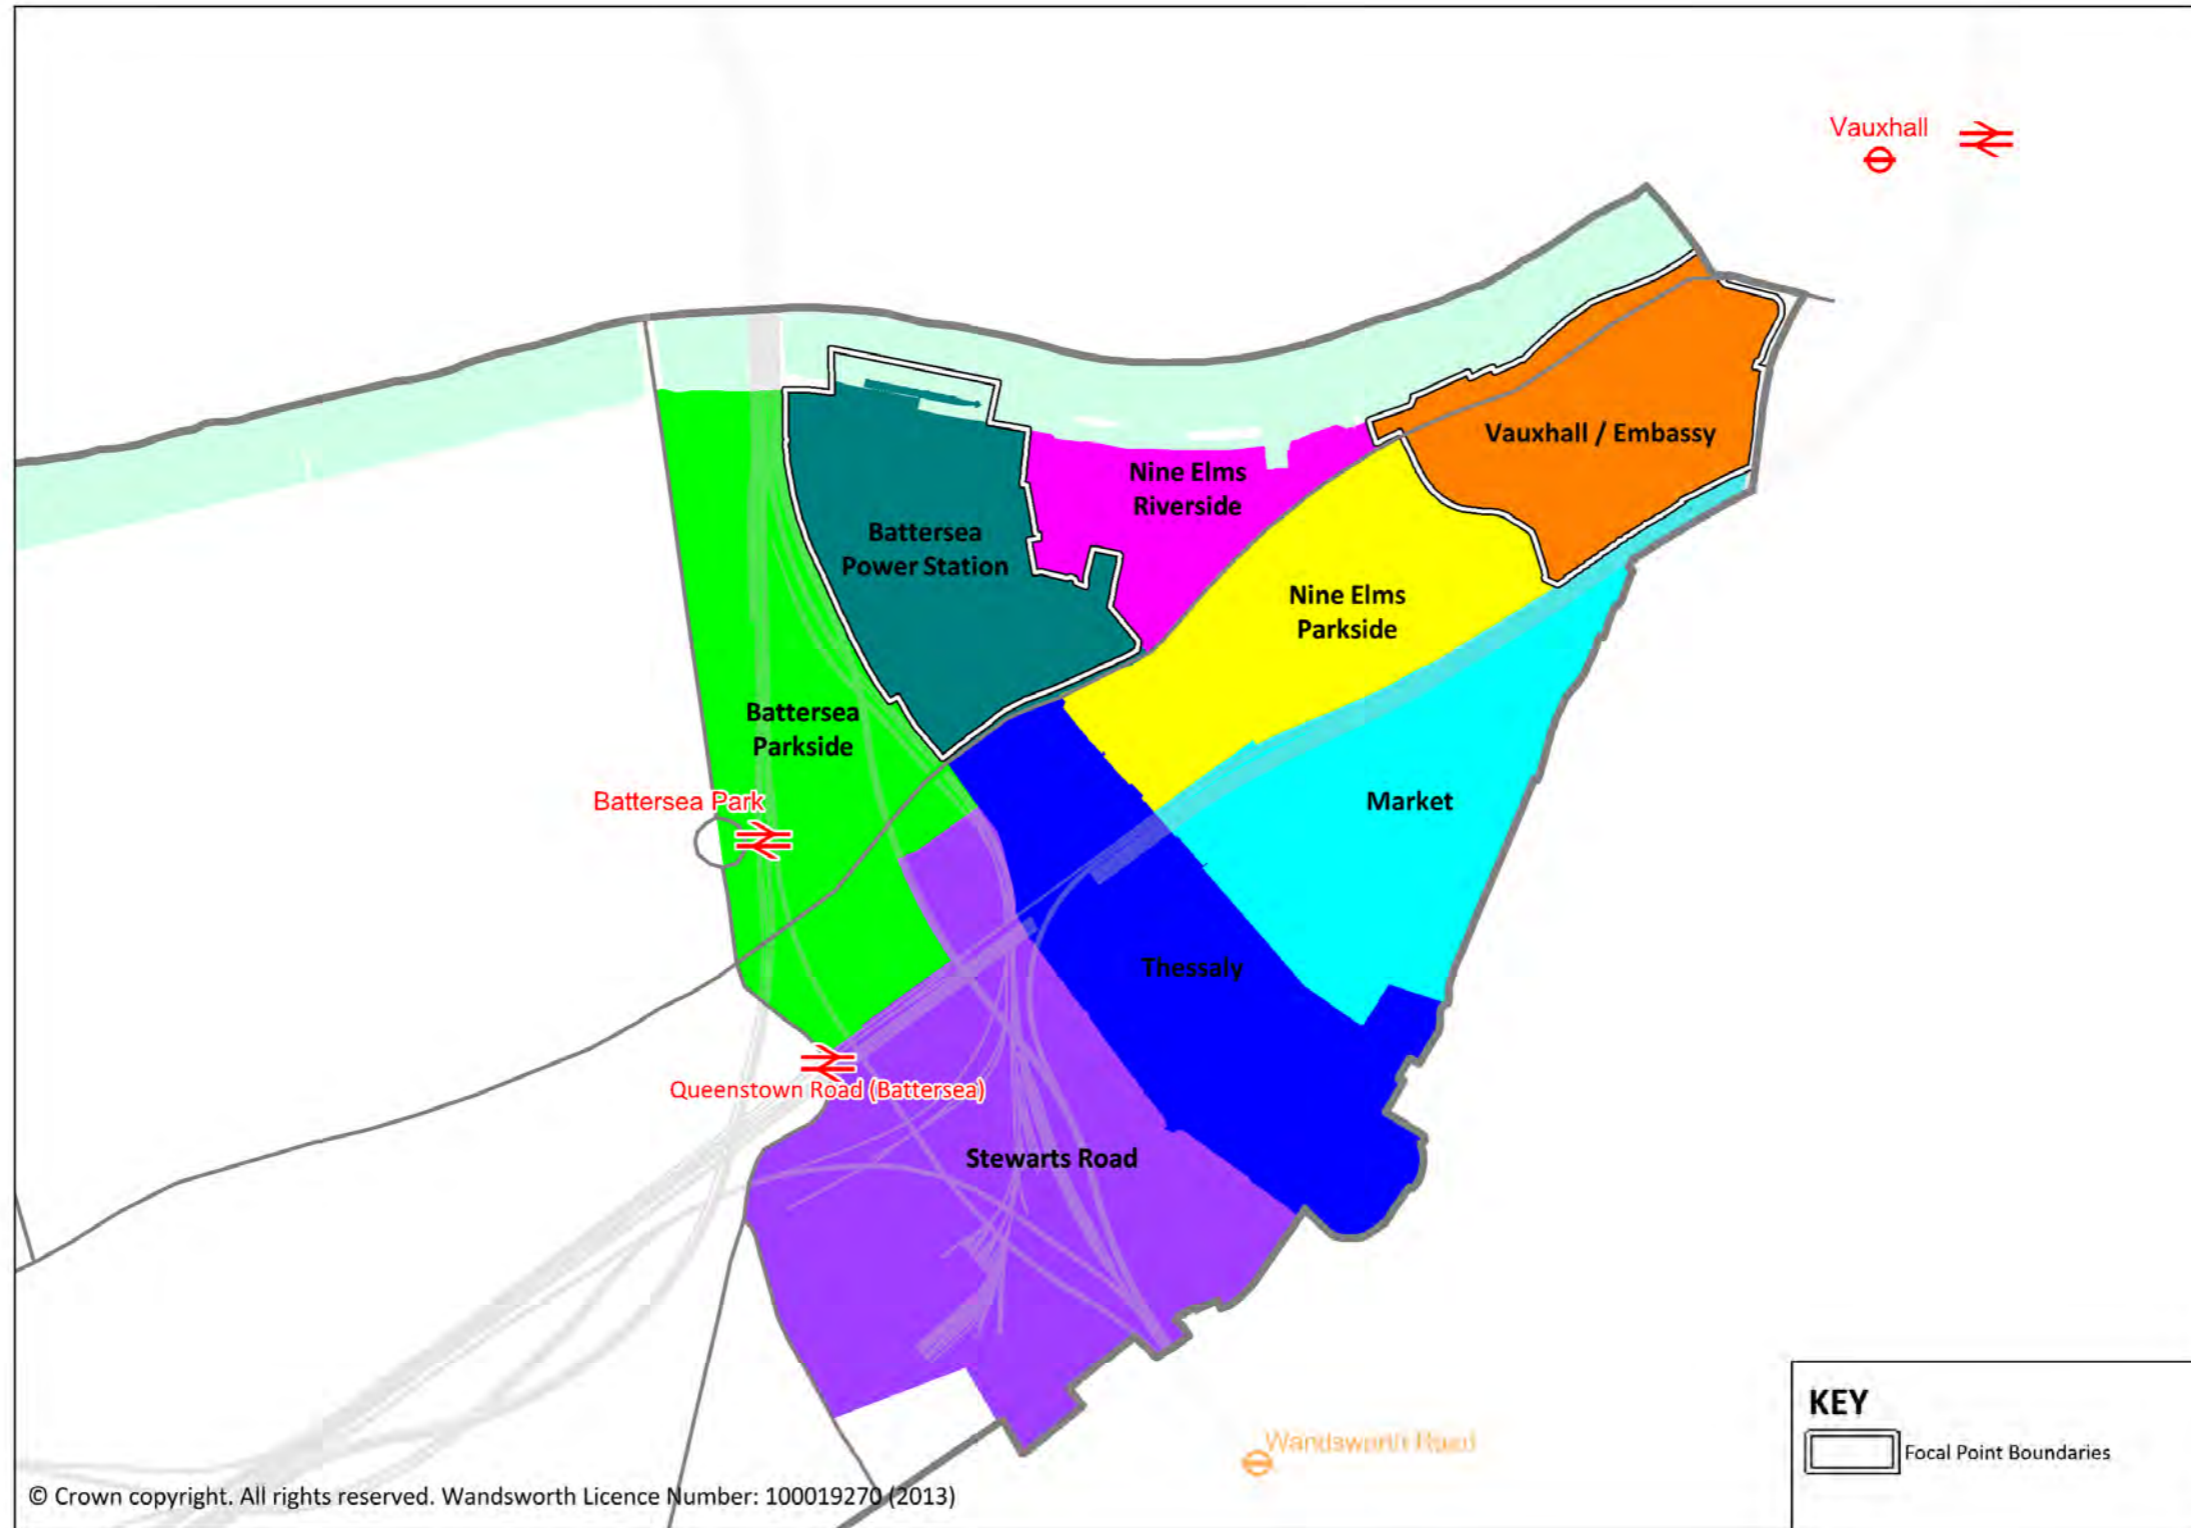 Vauxhall
Vauxhall / Embassy
Nine Elms
Riverside
Battersea
Power Station
Nine Elms
Parkside
Battersea
Parkside
Battersea Park
Market
Thessaly
Queenstown Road (Battersea)
Stewarts Road
Wandsworth Road
KEY
Focal Point Boundaries
© Crown copyright. All rights reserved. Wandsworth Licence Number: 100019270 (2013)